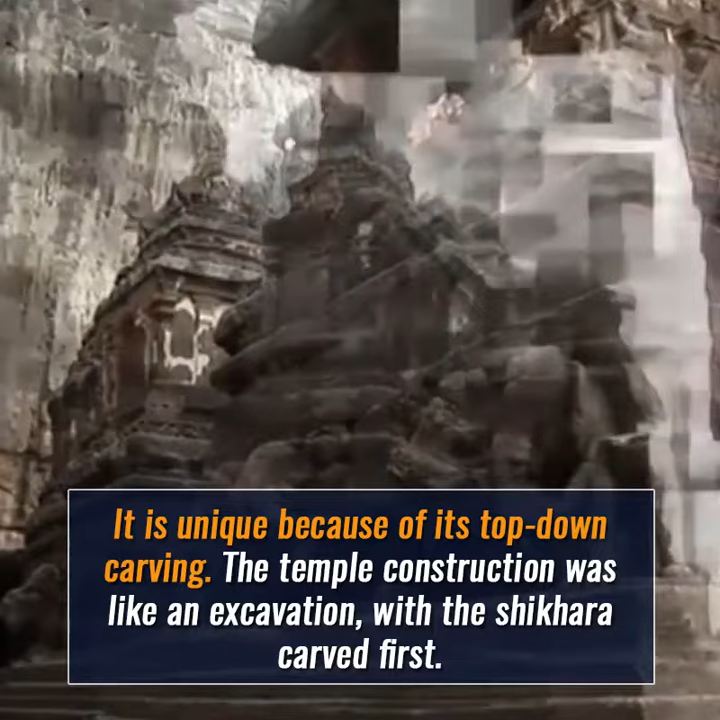 It is unique because of its top-down
carving. The temple construction was
like an excavation, with the shikhara
carved first.